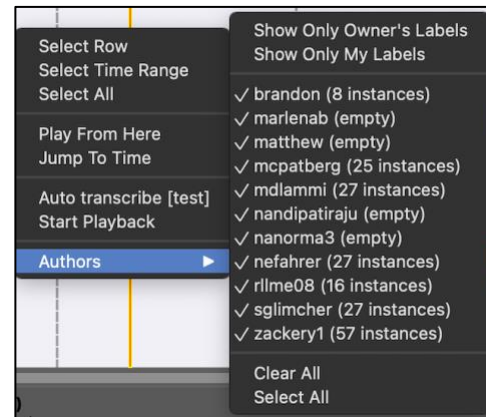 Select Row
Select Time Range
Select All
Play From Here
Jump To Time
Auto transcribe [test]
Start Playback
Authors
Show Only Owner's Labels
Show Only My Labels
✓ brandon (8 instances)
✓ marlenab (empty)
✓ matthew (empty)
✓ mcpatberg (25 instances)
✓ mdlammi (27 instances)
✓ nandipatiraju (empty)
✓ nanorma3 (empty)
✓ nefahrer (27 instances)
✓ rllme08 (16 instances)
✓ sglimcher (27 instances)
✓ zackery1 (57 instances)
Clear All
Select All
)